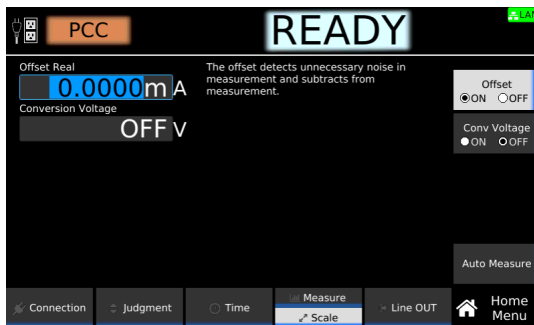 PCC
READY
LAN
Offset Real
0.0000m A
Conversion Voltage
OFF V
The offset detects unnecessary noise in
measurement and subtracts from
measurement.
Offset
ON OFF
Conv Voltage
ON OFF
Auto Measure
Connection
Judgment
Time
Measure
Scale
Line OUT
Home
Menu